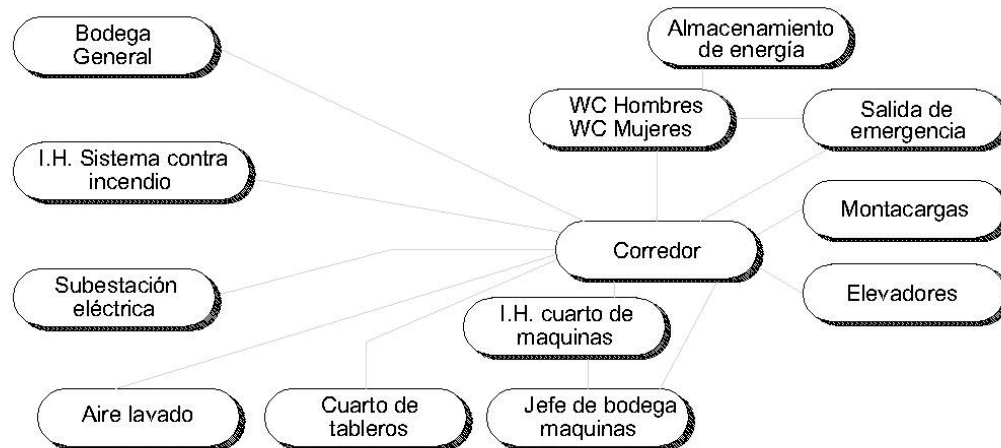 Bodega
General
Almacenamiento
de energía
WC Hombres
WC Mujeres
Salida de
emergencia
I.H. Sistema contra
incendio
Montacargas
Corredor
Subestación
eléctrica
Elevadores
I.H. cuarto de
maquinas
Aire lavado
Cuarto de
tableros
Jefe de bodega
maquinas